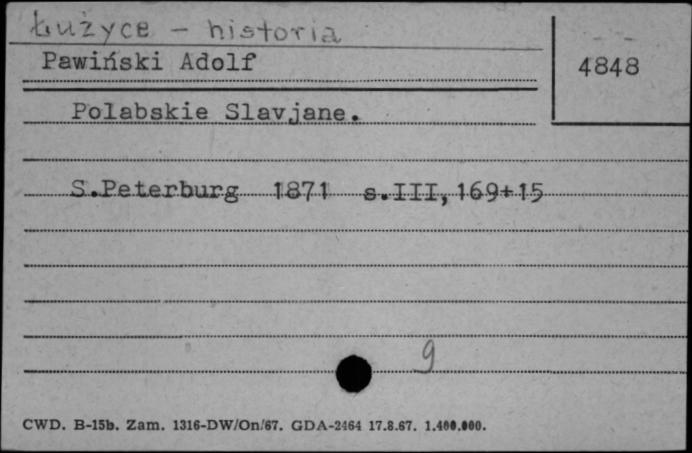 Łużyce - historia
Pawiński Adolf
4848
Polabskie Slavjane.
S.Peterburg 1871 s.III,169+15
9
CWD. B-15b. Zam. 1316-DW/On/67. GDA-2464 17.8.67. 1.400.000.